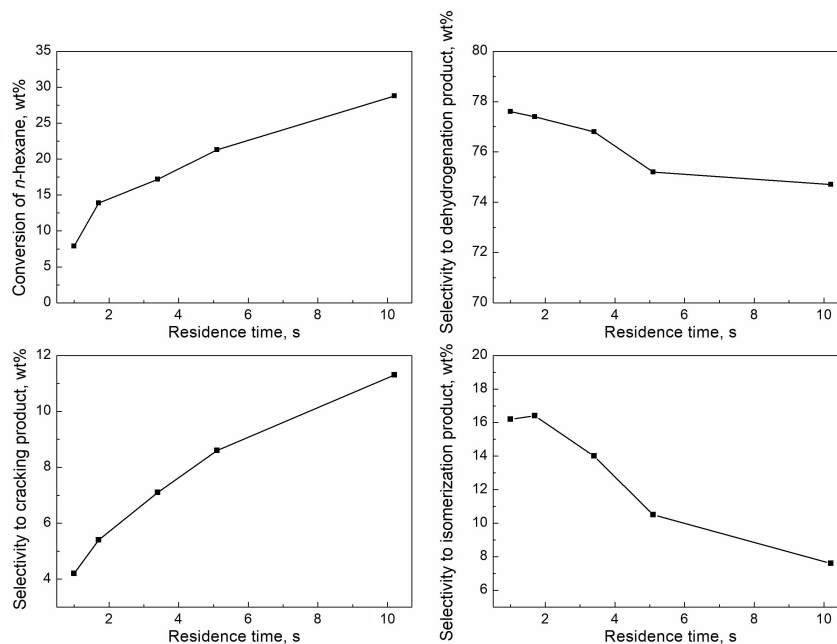 Conversion of n-hexane, wt%
35
30
25
20
15
10
5
0
2 4 6 8 10
Residence time, s
Selectivity to dehydrogenation product, wt%
80
78
76
74
72
70
2 4 6 8 10
Residence time, s
Selectivity to cracking product, wt%
12
10
8
6
4
2 4 6 8 10
Residence time, s
Selectivity to isomerization product, wt%
20
18
16
14
12
10
8
6
2 4 6 8 10
Residence time, s